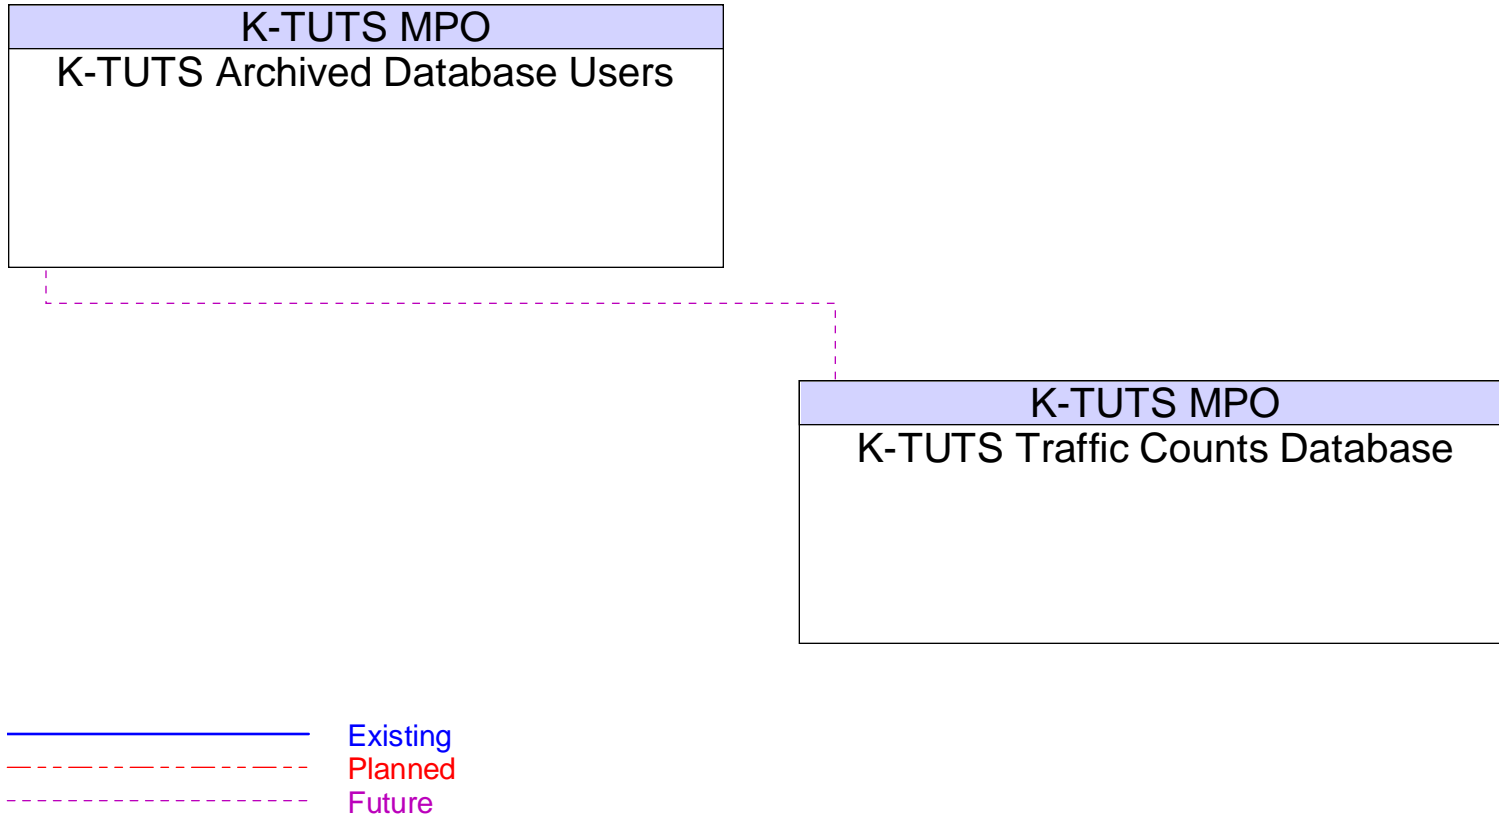 K-TUTS MPO
K-TUTS Archived Database Users
K-TUTS MPO
K-TUTS Traffic Counts Database
Existing
Planned
Future